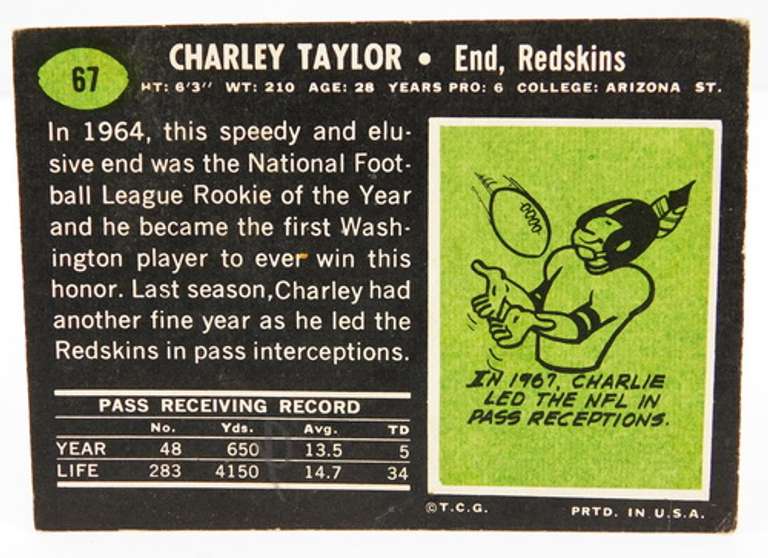 67
CHARLEY TAYLOR • End, Redskins
HT: 6'3" WT: 210 AGE: 28 YEARS PRO: 6 COLLEGE: ARIZONA ST.
In 1964, this speedy and elu-
sive end was the National Foot-
ball League Rookie of the Year
and he became the first Wash-
ington player to ever win this
honor. Last season, Charley had
another fine year as he led the
Redskins in pass interceptions.
PASS RECEIVING RECORD
No. Yds. Avg. TD
YEAR 48 650 13.5 5
LIFE 283 4150 14.7 34
IN 1967, CHARLIE
LED THE NFL IN
PASS RECEPTIONS.
©T.C.G. PRTD. IN U.S.A.